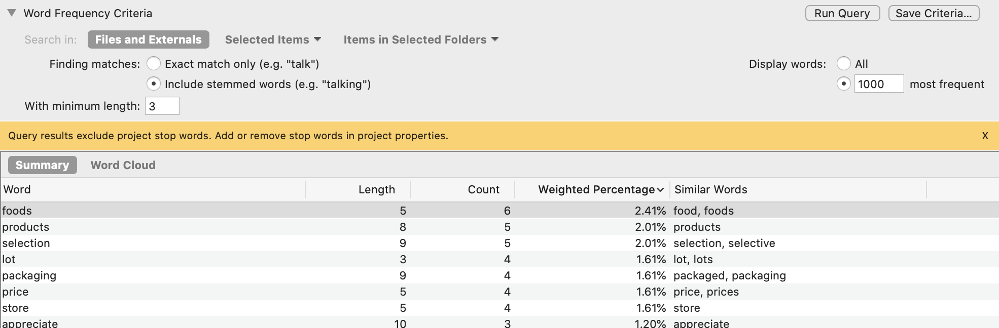 Word Frequency Criteria Run Query Save Criteria...
Search in: Files and Externals Selected Items Items in Selected Folders
Finding matches: Exact match only (e.g. "talk") Display words: All
Include stemmed words (e.g. "talking") 1000 most frequent
With minimum length: 3
Query results exclude project stop words. Add or remove stop words in project properties. X
Summary Word Cloud
Word Length Count Weighted Percentage Similar Words
foods 5 6 2.41% food, foods
products 8 5 2.01% products
selection 9 5 2.01% selection, selective
lot 3 4 1.61% lot, lots
packaging 9 4 1.61% packaged, packaging
price 5 4 1.61% price, prices
store 5 4 1.61% store
appreciate 10 3 1.20% appreciate